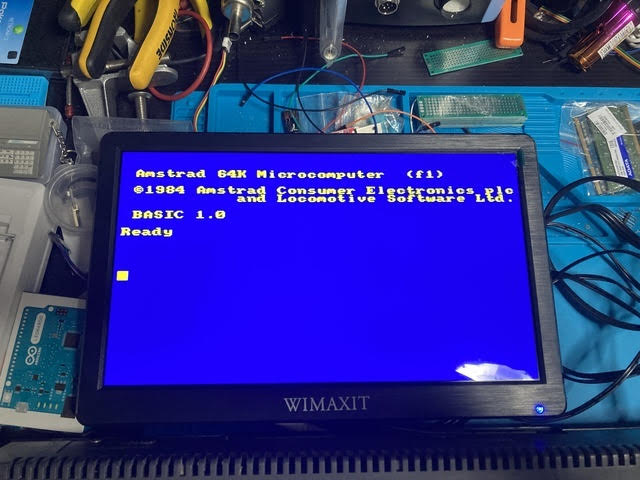 Amstrad 64K Microcomputer (f1)
©1984 Amstrad Consumer Electronics plc
and Locomotive Software Ltd.
BASIC 1.0
Ready
WIMAXIT